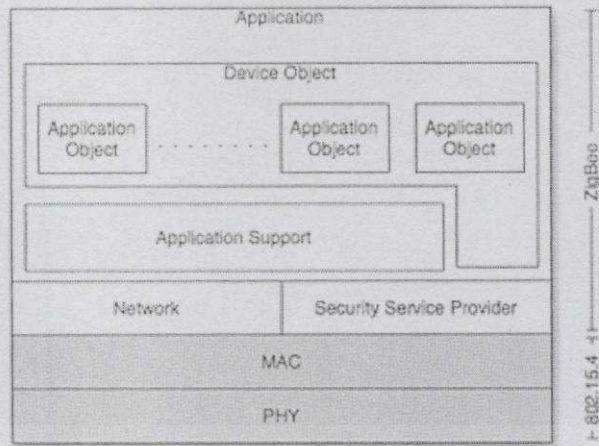 Application
Device Object
Application
Object
Application
Object
Application
Object
Application Support
Network
Security Service Provider
MAC
PHY
ZigBee
802.15.4